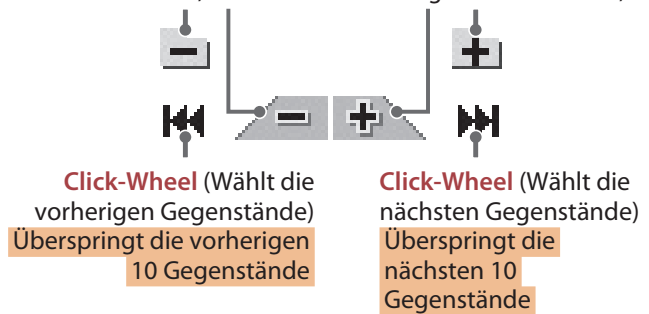 Click-Wheel (Wählt die
vorherigen Gegenstände)
Überspringt die vorherigen
10 Gegenstände
Click-Wheel (Wählt die
nächsten Gegenstände)
Überspringt die
nächsten 10
Gegenstände